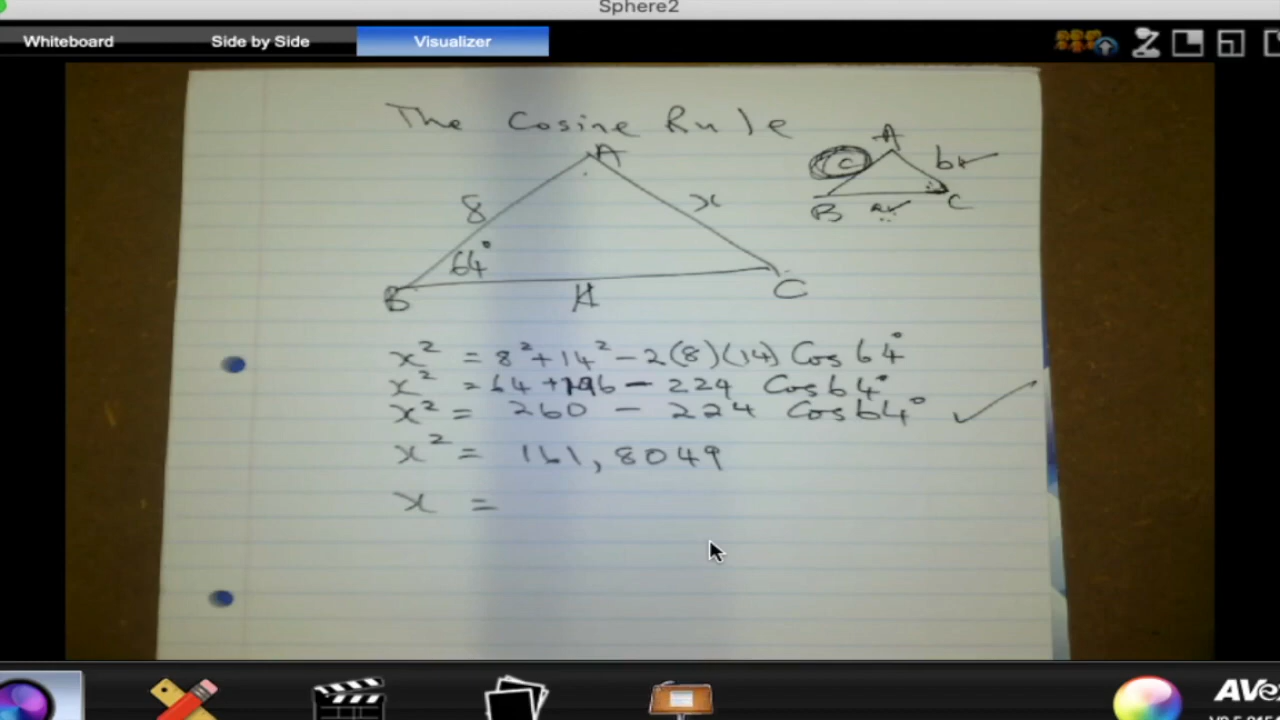 Sphere2
Whiteboard Side by Side Visualizer
The Cosine Rule
A
8
x
64°
B
14
C
A
c
b
B
a
C
x² = 8² + 14² - 2(8)(14) Cos 64°
x² = 64 + 196 - 224 Cos 64°
x² = 260 - 224 Cos 64° ✓
x² = 161,8049
x =